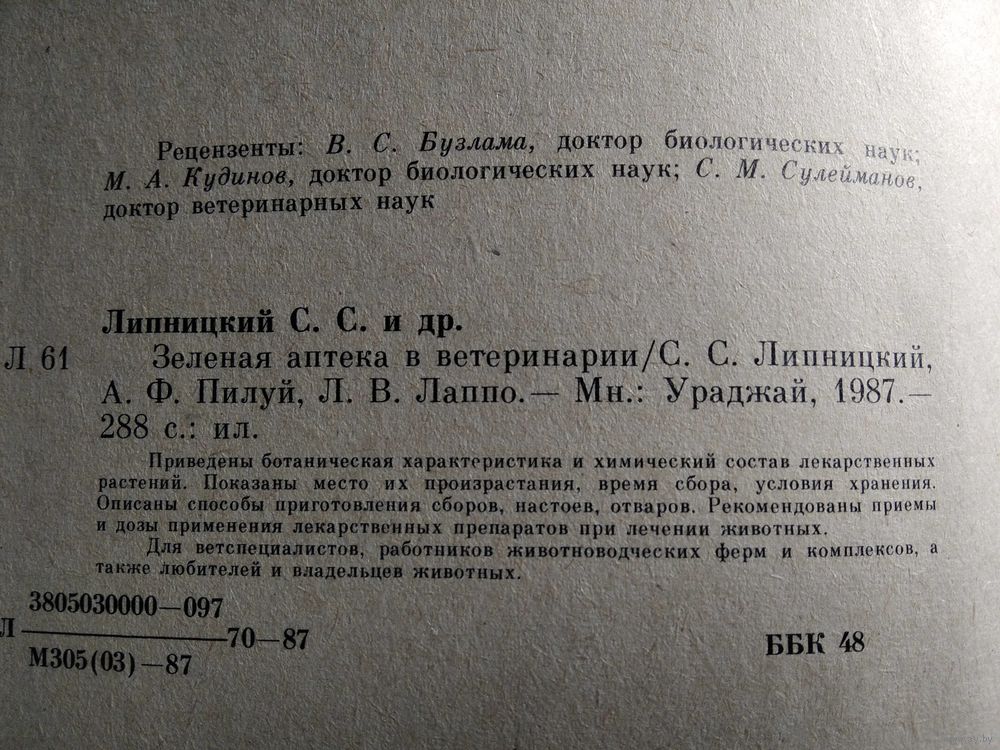 Рецензенты: В. С. Бузлама, доктор биологических наук;
М. А. Кудинов, доктор биологических наук; С. М. Сулейманов,
доктор ветеринарных наук
Липницкий С. С. и др.
Л 61 Зеленая аптека в ветеринарии/С. С. Липницкий,
А. Ф. Пилуй, Л. В. Лаппо.— Мн.: Ураджай, 1987.—
288 с.: ил.
Приведены ботаническая характеристика и химический состав лекарственных
растений. Показаны место их произрастания, время сбора, условия хранения.
Описаны способы приготовления сборов, настоев, отваров. Рекомендованы приемы
и дозы применения лекарственных препаратов при лечении животных.
Для ветспециалистов, работников животноводческих ферм и комплексов, а
также любителей и владельцев животных.
3805030000—097
Л 70—87
М305(03)—87
ББК 48